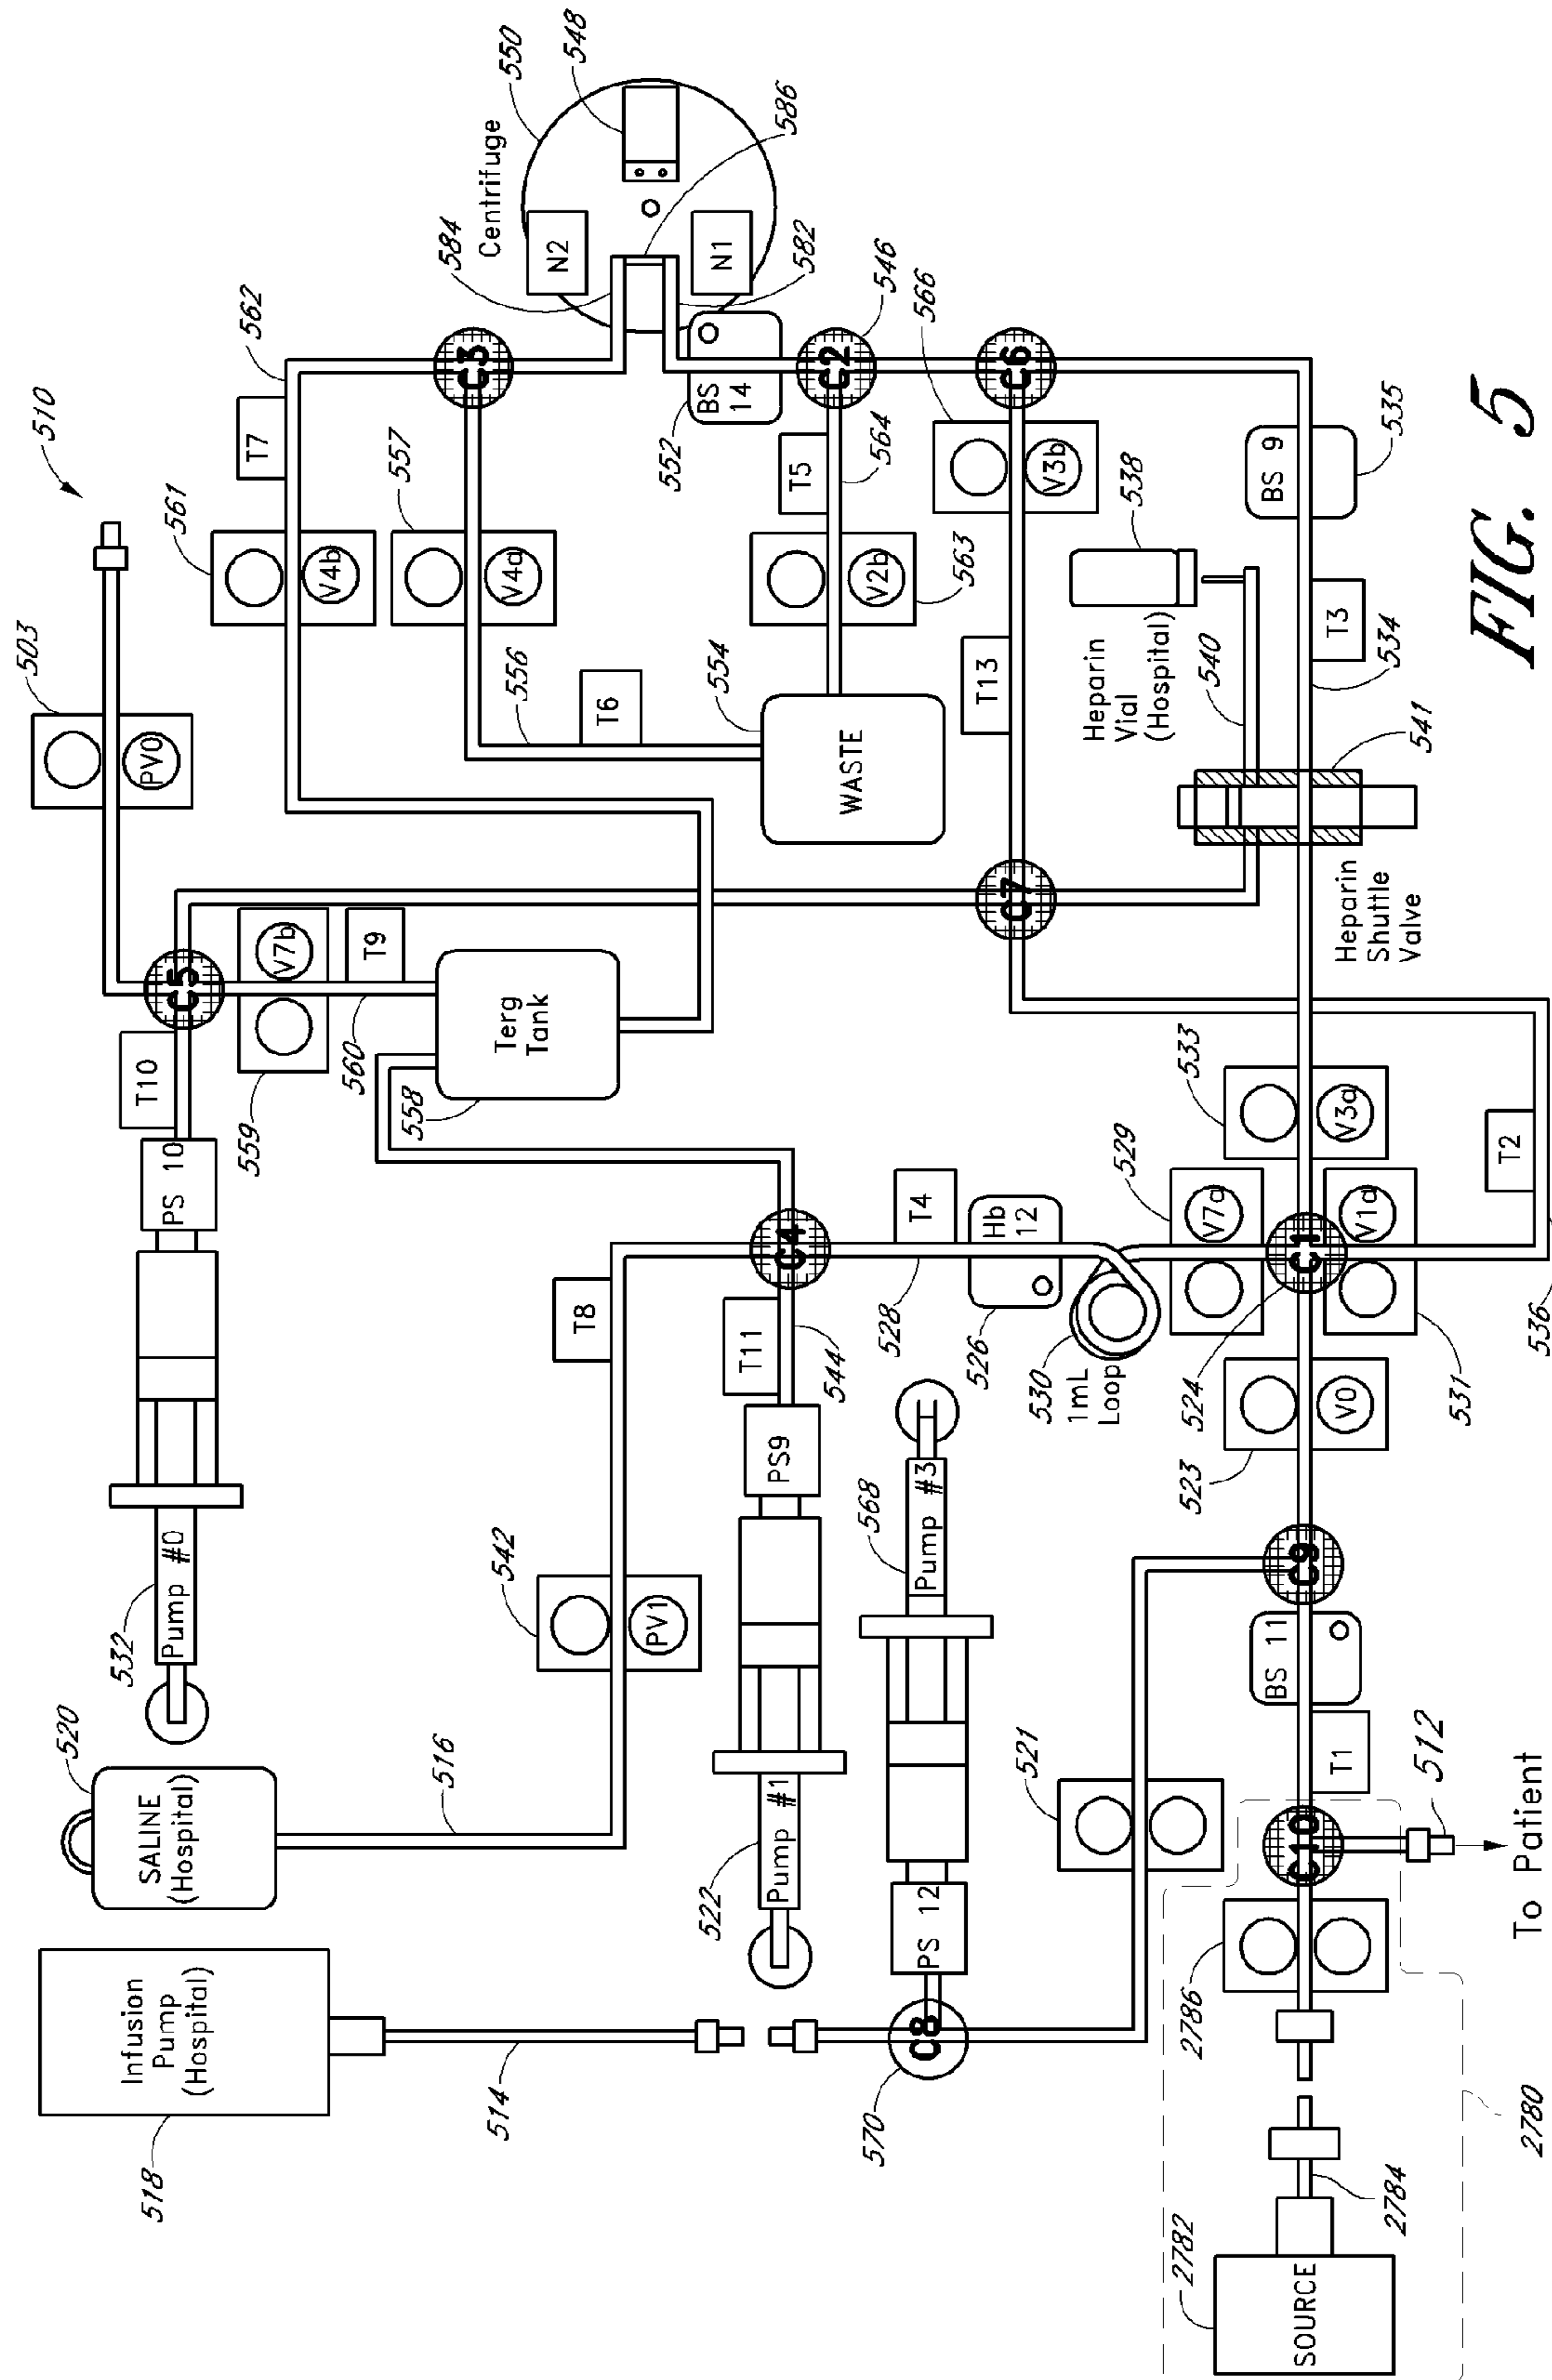 518
Infusion
Pump
(Hospital)
514
520
SALINE
(Hospital)
516
532
Pump #0
PS 10
T10
C5
503
PV0
510
559
V7b
T9
560
Terg
Tank
558
542
PV1
T8
561
V4b
T7
562
557
V4a
556
T6
C3
584
Centrifuge
550
548
586
N2
N1
582
BS
14
552
C2
546
T5
564
V2b
563
554
WASTE
522
Pump #1
PS9
T11
544
C4
T4
528
Hb
12
526
530
1mL
Loop
568
Pump #3
PS 12
C8
570
521
529
V7a
C1
524
V1a
531
533
V3a
V0
523
C9
BS 11
T1
C10
512
To Patient
2786
2780
2784
2782
SOURCE
T2
536
C7
T13
V3b
566
C6
538
Heparin
Vial
(Hospital)
540
541
Heparin
Shuttle
Valve
534
T3
BS 9
535
FIG. 5